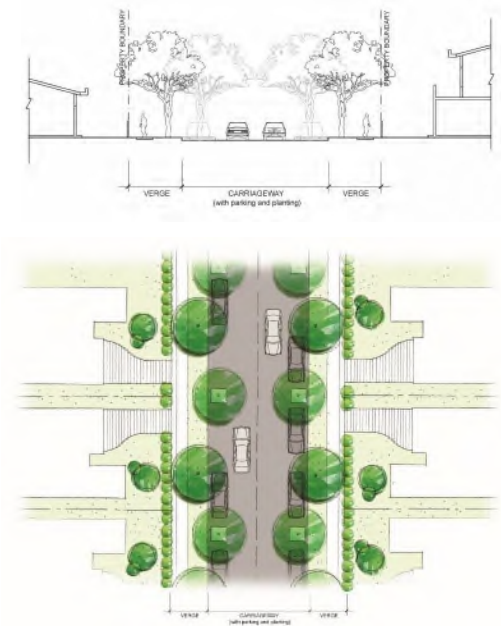 PROPERTY BOUNDARY
PROPERTY BOUNDARY
VERGE
CARRIAGEWAY
(with parking and planting)
VERGE
VERGE
CARRIAGEWAY
(with parking and planting)
VERGE